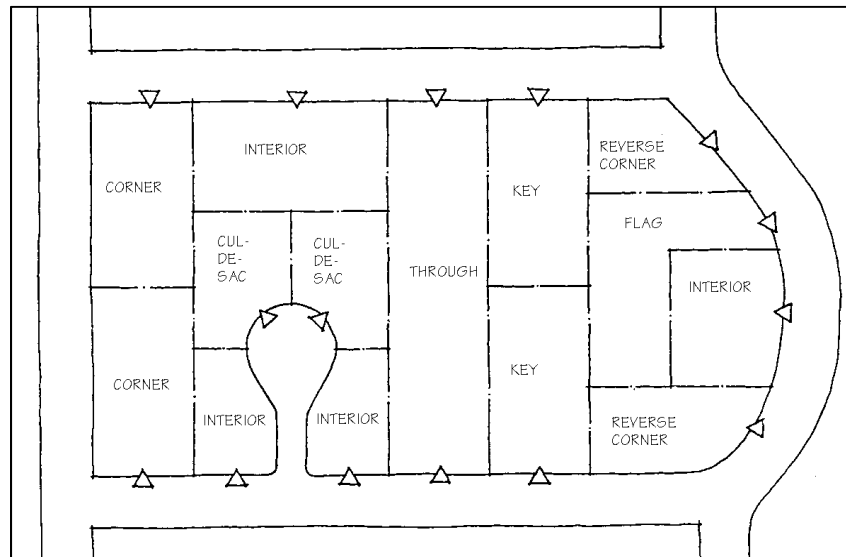 INTERIOR
REVERSE
CORNER
CORNER
KEY
FLAG
CUL-
DE-
SAC
CUL-
DE-
SAC
THROUGH
INTERIOR
CORNER
KEY
INTERIOR
INTERIOR
REVERSE
CORNER